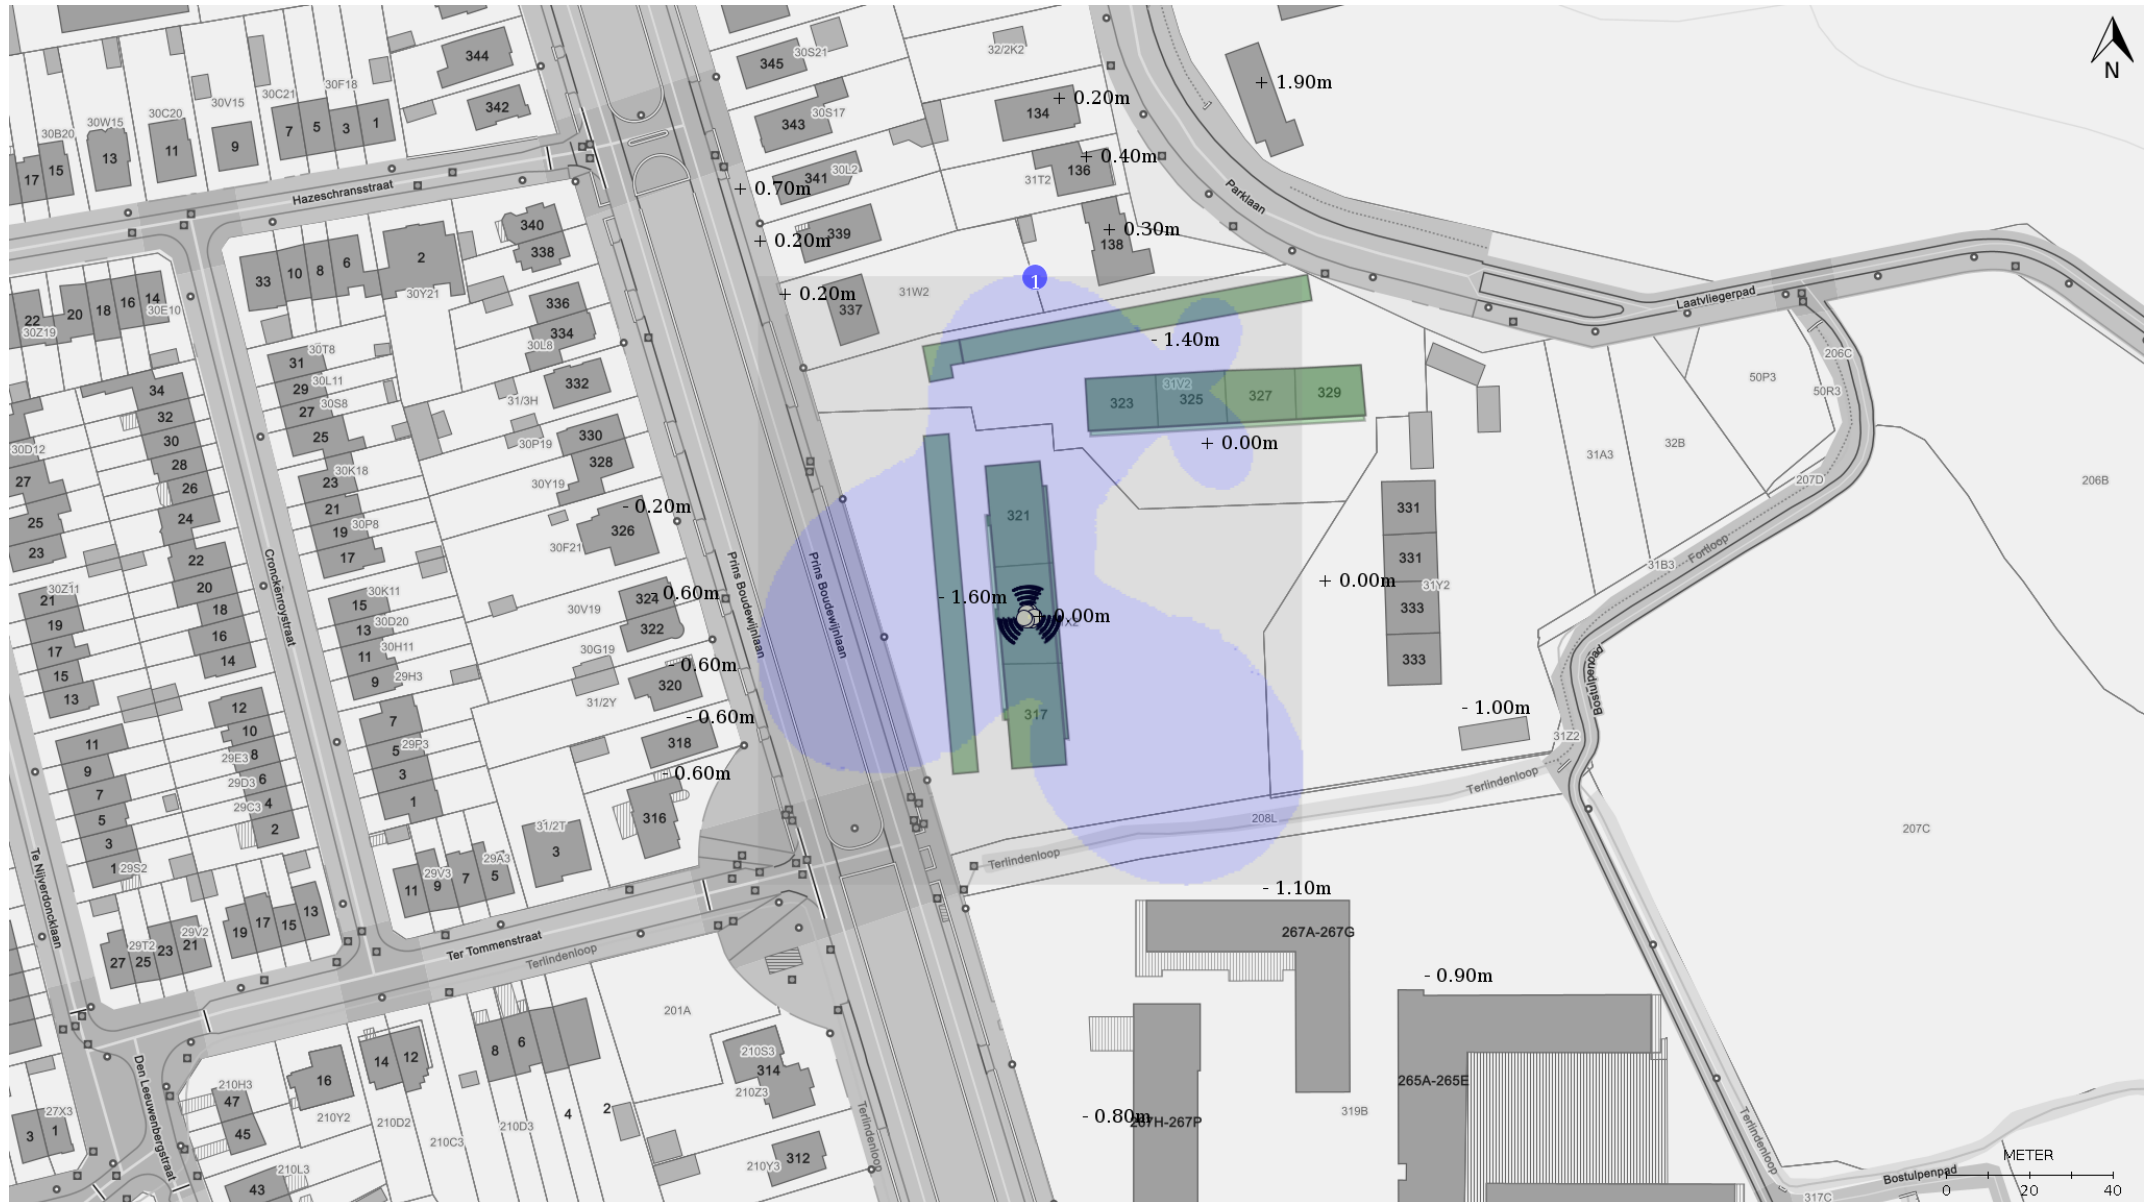 344
345
30S21
32/2K2
N
+ 1.90m
30F18
30C21
30V15
342
134
+ 0.20m
30C20
30W15
30B20
7
5
3
1
343
30S17
9
11
13
15
17
136
+ 0.40m
31T2
Hazeschransstraat
341
30L2
+ 0.70m
Parklaan
340
338
339
+ 0.20m
138
+ 0.30m
2
30Y21
33
10
8
6
336
334
30L8
337
+ 0.20m
31W2
1
Laatvliegerpad
22
20
18
16
14
30E10
30Z19
- 1.40m
206C
31
30T8
29
30L11
27
30S8
25
332
31/3H
323
325
31V2
327
329
50P3
50R3
34
32
30
28
26
24
30D12
27
25
23
330
328
30P19
30Y19
+ 0.00m
31A3
32B
207D
206B
30K18
23
21
30P8
19
17
- 0.20m
326
30F21
321
331
331
333
333
31Y2
+ 0.00m
Fortloop
31B3
22
20
18
16
14
Cronckenroystraat
Prins Boudewijnlaan
Prins Boudewijnlaan
30Z11
21
19
17
15
13
30K11
15
30D20
13
30H11
11
9
29H3
30V19
324
- 0.60m
322
- 1.60m
+ 0.00m
30G19
- 0.60m
320
31/2Y
Bostuipenpad
12
10
8
29E3
6
29D3
4
29C3
2
11
9
7
5
3
1
29S2
7
5
29P3
3
1
- 0.60m
318
- 0.60m
316
317
- 1.00m
31Z2
Terlindenloop
208L
Terlindenloop
207C
31/2T
3
29A3
29V3
11
9
7
5
Te Nijverdoncklaan
- 1.10m
267A-267G
19
17
15
13
29T2
29V2
27
25
23
21
Ter Tommenstraat
Terlindenloop
- 0.90m
201A
8
6
4
2
14
12
16
210S3
314
210Z3
265A-265E
319B
- 0.80m
267H-267P
Den Leeuwenbergstraat
210H3
47
45
210Y2
210D2
210C3
210D3
Terlindenloop
Terlindenloop
27X3
3
1
43
210L3
210Y3
312
METER
0
20
40
Bostuipenpad
317C